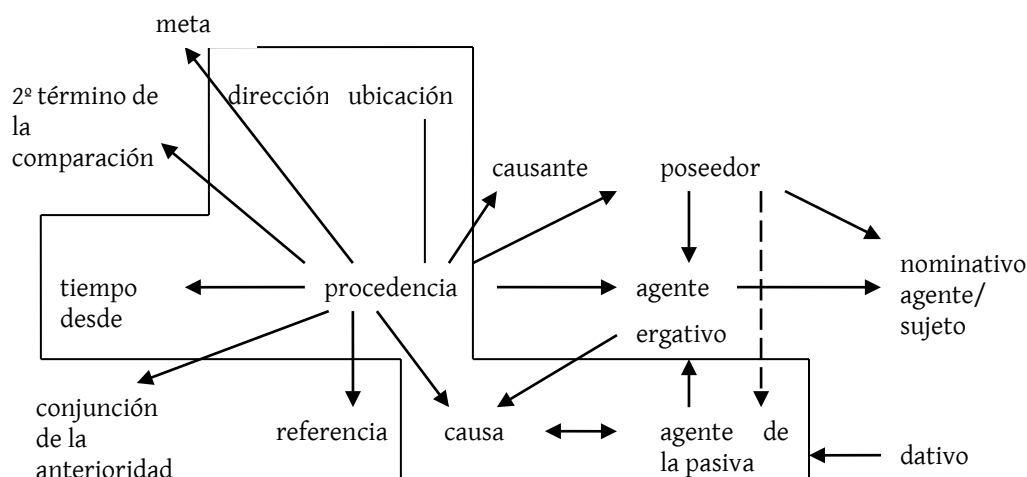 meta
2º término de
la
comparación
dirección ubicación
causante
poseedor
tiempo
desde
procedencia
agente
ergativo
nominativo
agente/
sujeto
conjunción
de la
anterioridad
referencia
causa
agente de
la pasiva
dativo